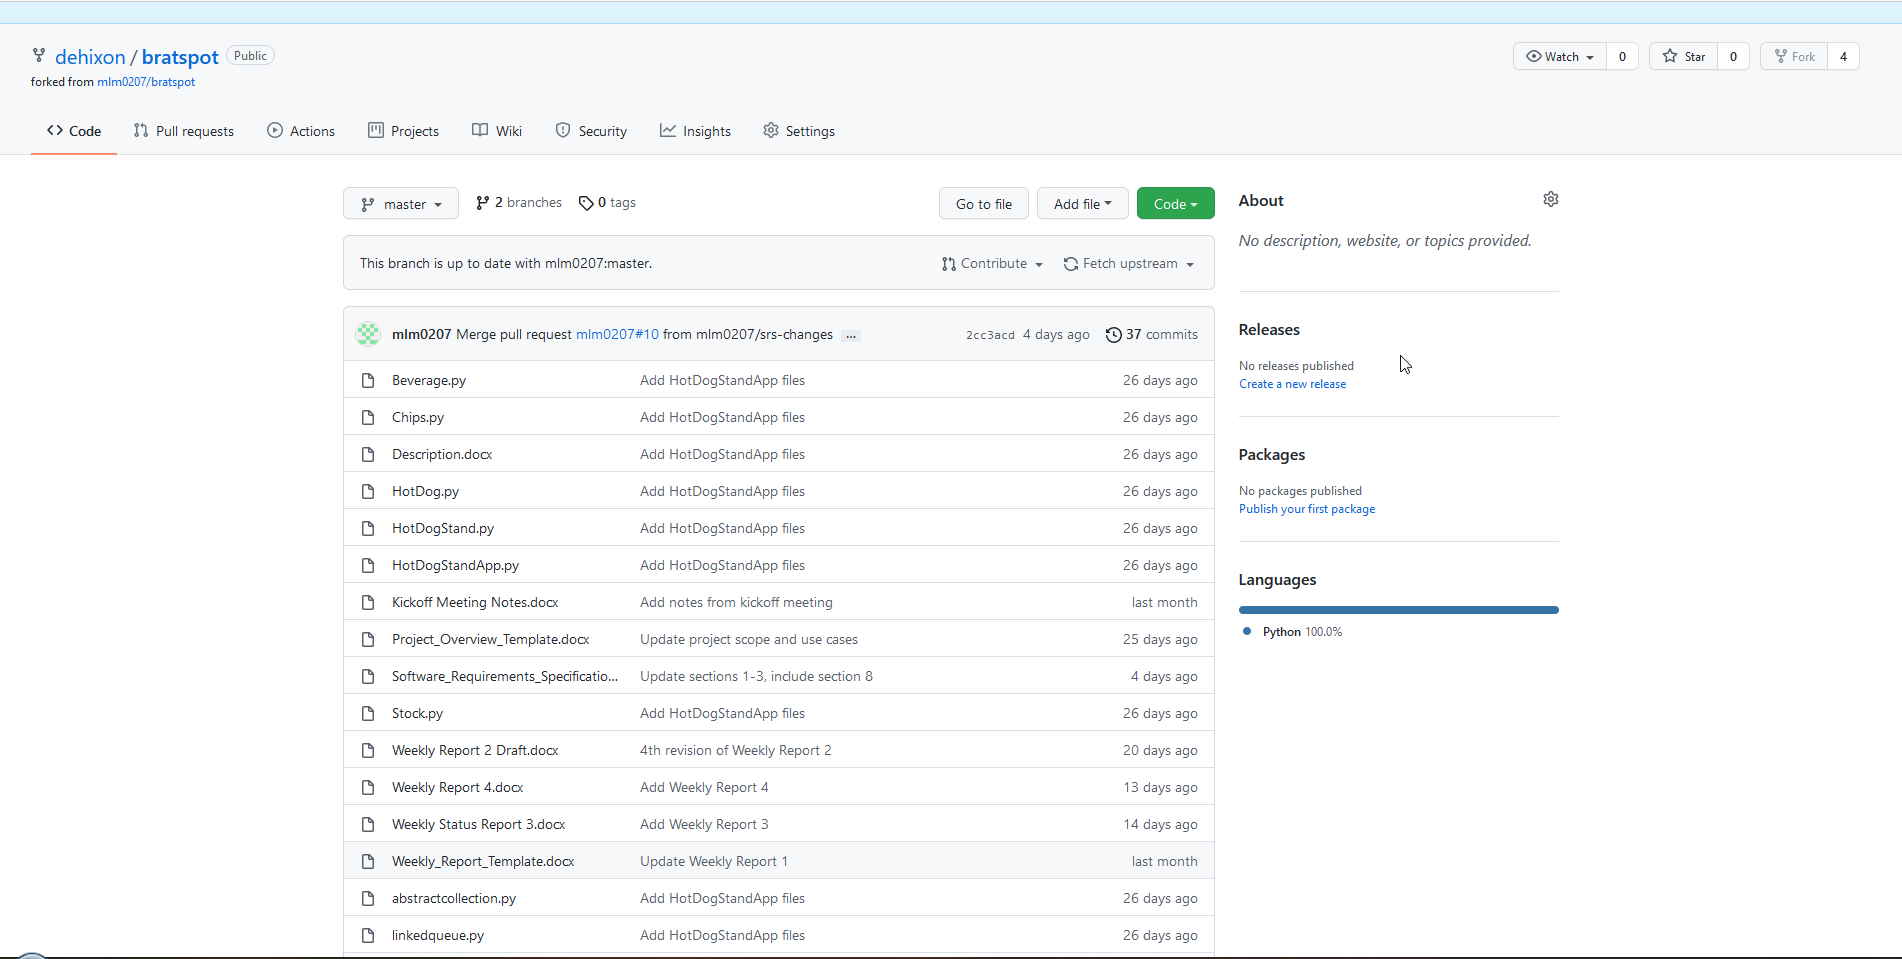 dehixon / bratspot Public
Watch 0 Star 0 Fork 4
forked from mlm0207/bratspot
Code Pull requests Actions Projects Wiki Security Insights Settings
master 2 branches 0 tags Go to file Add file Code
This branch is up to date with mlm0207:master. Contribute Fetch upstream
mlm0207 Merge pull request mlm0207#10 from mlm0207/srs-changes ... 2cc3acd 4 days ago 37 commits
Beverage.py Add HotDogStandApp files 26 days ago
Chips.py Add HotDogStandApp files 26 days ago
Description.docx Add HotDogStandApp files 26 days ago
HotDog.py Add HotDogStandApp files 26 days ago
HotDogStand.py Add HotDogStandApp files 26 days ago
HotDogStandApp.py Add HotDogStandApp files 26 days ago
Kickoff Meeting Notes.docx Add notes from kickoff meeting last month
Project_Overview_Template.docx Update project scope and use cases 25 days ago
Software_Requirements_Specificatio... Update sections 1-3, include section 8 4 days ago
Stock.py Add HotDogStandApp files 26 days ago
Weekly Report 2 Draft.docx 4th revision of Weekly Report 2 20 days ago
Weekly Report 4.docx Add Weekly Report 4 13 days ago
Weekly Status Report 3.docx Add Weekly Report 3 14 days ago
Weekly_Report_Template.docx Update Weekly Report 1 last month
abstractcollection.py Add HotDogStandApp files 26 days ago
linkedqueue.py Add HotDogStandApp files 26 days ago
About
No description, website, or topics provided.
Releases
No releases published
Create a new release
Packages
No packages published
Publish your first package
Languages
Python 100.0%